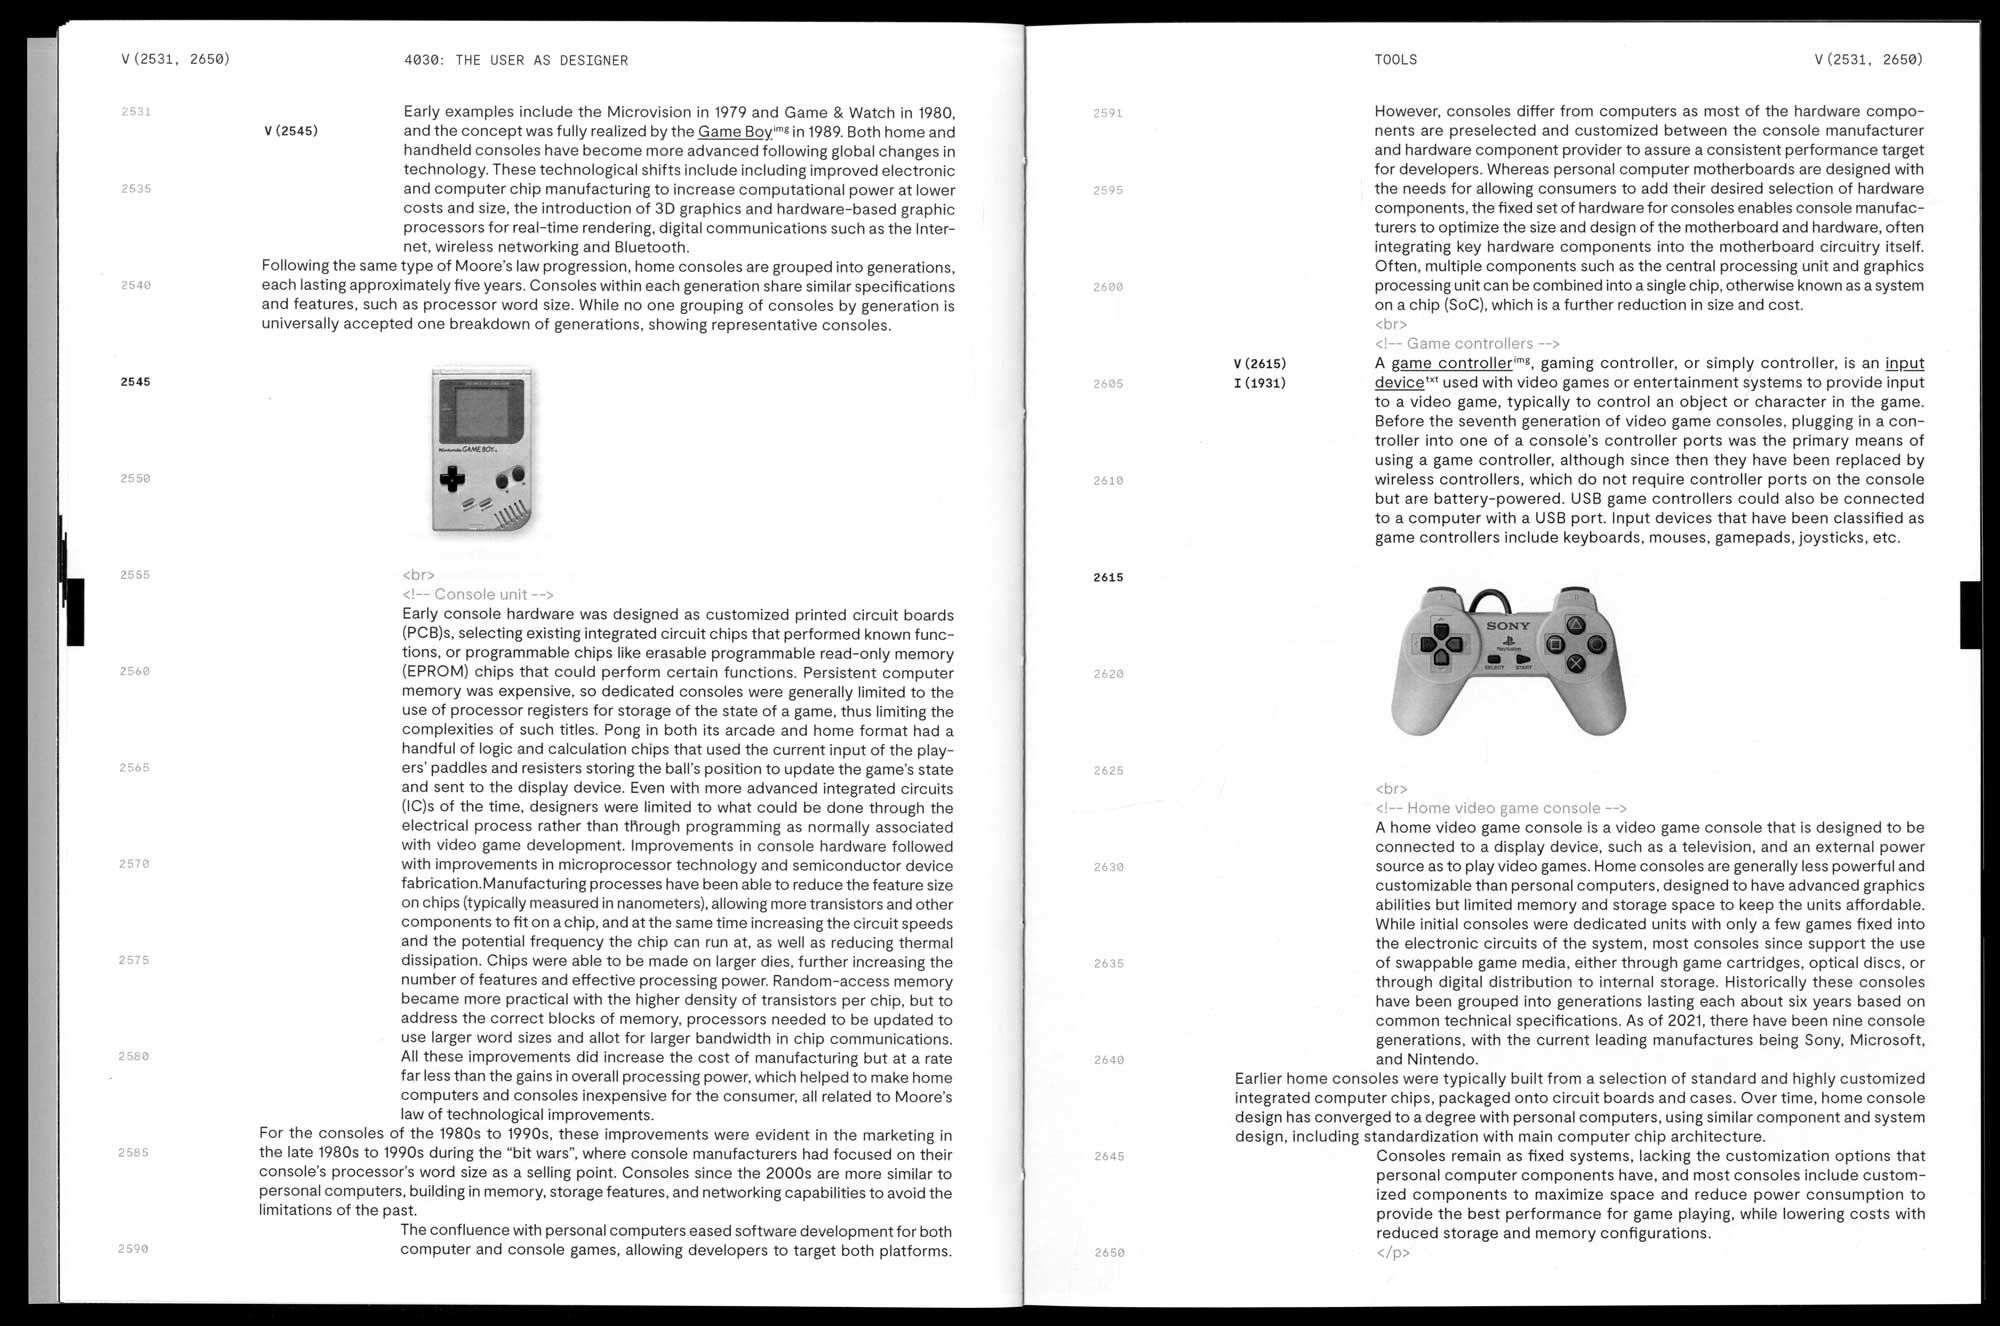 V(2531, 2650)
4030: THE USER AS DESIGNER
2531
Early examples include the Microvision in 1979 and Game & Watch in 1980,
V(2545)
and the concept was fully realized by the Game Boyimg in 1989. Both home and
handheld consoles have become more advanced following global changes in
technology. These technological shifts include including improved electronic
2535
and computer chip manufacturing to increase computational power at lower
costs and size, the introduction of 3D graphics and hardware-based graphic
processors for real-time rendering, digital communications such as the Inter-
net, wireless networking and Bluetooth.
Following the same type of Moore's law progression, home consoles are grouped into generations,
2540
each lasting approximately five years. Consoles within each generation share similar specifications
and features, such as processor word size. While no one grouping of consoles by generation is
universally accepted one breakdown of generations, showing representative consoles.
2545
Nintendo GAME BOY
2550
2555
<br>
<!-- Console unit -->
Early console hardware was designed as customized printed circuit boards
(PCB)s, selecting existing integrated circuit chips that performed known func-
tions, or programmable chips like erasable programmable read-only memory
2560
(EPROM) chips that could perform certain functions. Persistent computer
memory was expensive, so dedicated consoles were generally limited to the
use of processor registers for storage of the state of a game, thus limiting the
complexities of such titles. Pong in both its arcade and home format had a
handful of logic and calculation chips that used the current input of the play-
2565
ers' paddles and resisters storing the ball's position to update the game's state
and sent to the display device. Even with more advanced integrated circuits
(IC)s of the time, designers were limited to what could be done through the
electrical process rather than through programming as normally associated
with video game development. Improvements in console hardware followed
2570
with improvements in microprocessor technology and semiconductor device
fabrication.Manufacturing processes have been able to reduce the feature size
on chips (typically measured in nanometers), allowing more transistors and other
components to fit on a chip, and at the same time increasing the circuit speeds
and the potential frequency the chip can run at, as well as reducing thermal
2575
dissipation. Chips were able to be made on larger dies, further increasing the
number of features and effective processing power. Random-access memory
became more practical with the higher density of transistors per chip, but to
address the correct blocks of memory, processors needed to be updated to
use larger word sizes and allot for larger bandwidth in chip communications.
2580
All these improvements did increase the cost of manufacturing but at a rate
far less than the gains in overall processing power, which helped to make home
computers and consoles inexpensive for the consumer, all related to Moore's
law of technological improvements.
For the consoles of the 1980s to 1990s, these improvements were evident in the marketing in
2585
the late 1980s to 1990s during the “bit wars”, where console manufacturers had focused on their
console's processor's word size as a selling point. Consoles since the 2000s are more similar to
personal computers, building in memory, storage features, and networking capabilities to avoid the
limitations of the past.
The confluence with personal computers eased software development for both
2590
computer and console games, allowing developers to target both platforms.
TOOLS
V(2531, 2650)
2591
However, consoles differ from computers as most of the hardware compo-
nents are preselected and customized between the console manufacturer
and hardware component provider to assure a consistent performance target
for developers. Whereas personal computer motherboards are designed with
2595
the needs for allowing consumers to add their desired selection of hardware
components, the fixed set of hardware for consoles enables console manufac-
turers to optimize the size and design of the motherboard and hardware, often
integrating key hardware components into the motherboard circuitry itself.
Often, multiple components such as the central processing unit and graphics
2600
processing unit can be combined into a single chip, otherwise known as a system
on a chip (SoC), which is a further reduction in size and cost.
<br>
<!-- Game controllers -->
V(2615)
A game controllerimg, gaming controller, or simply controller, is an input
2605
I(1931)
devicetxt used with video games or entertainment systems to provide input
to a video game, typically to control an object or character in the game.
Before the seventh generation of video game consoles, plugging in a con-
troller into one of a console's controller ports was the primary means of
using a game controller, although since then they have been replaced by
2610
wireless controllers, which do not require controller ports on the console
but are battery-powered. USB game controllers could also be connected
to a computer with a USB port. Input devices that have been classified as
game controllers include keyboards, mouses, gamepads, joysticks, etc.
2615
SONY
PlayStation
SELECT START
2620
2625
<br>
<!-- Home video game console -->
A home video game console is a video game console that is designed to be
connected to a display device, such as a television, and an external power
2630
source as to play video games. Home consoles are generally less powerful and
customizable than personal computers, designed to have advanced graphics
abilities but limited memory and storage space to keep the units affordable.
While initial consoles were dedicated units with only a few games fixed into
the electronic circuits of the system, most consoles since support the use
2635
of swappable game media, either through game cartridges, optical discs, or
through digital distribution to internal storage. Historically these consoles
have been grouped into generations lasting each about six years based on
common technical specifications. As of 2021, there have been nine console
generations, with the current leading manufactures being Sony, Microsoft,
2640
and Nintendo.
Earlier home consoles were typically built from a selection of standard and highly customized
integrated computer chips, packaged onto circuit boards and cases. Over time, home console
design has converged to a degree with personal computers, using similar component and system
design, including standardization with main computer chip architecture.
2645
Consoles remain as fixed systems, lacking the customization options that
personal computer components have, and most consoles include custom-
ized components to maximize space and reduce power consumption to
provide the best performance for game playing, while lowering costs with
reduced storage and memory configurations.
2650
</p>